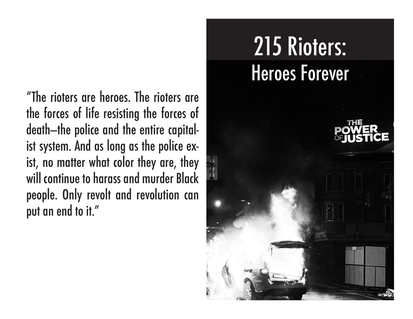 “The rioters are heroes. The rioters are
the forces of life resisting the forces of
death—the police and the entire capital-
ist system. And as long as the police ex-
ist, no matter what color they are, they
will continue to harass and murder Black
people. Only revolt and revolution can
put an end to it.”
215 Rioters:
Heroes Forever
THE
POWER
OF JUSTICE